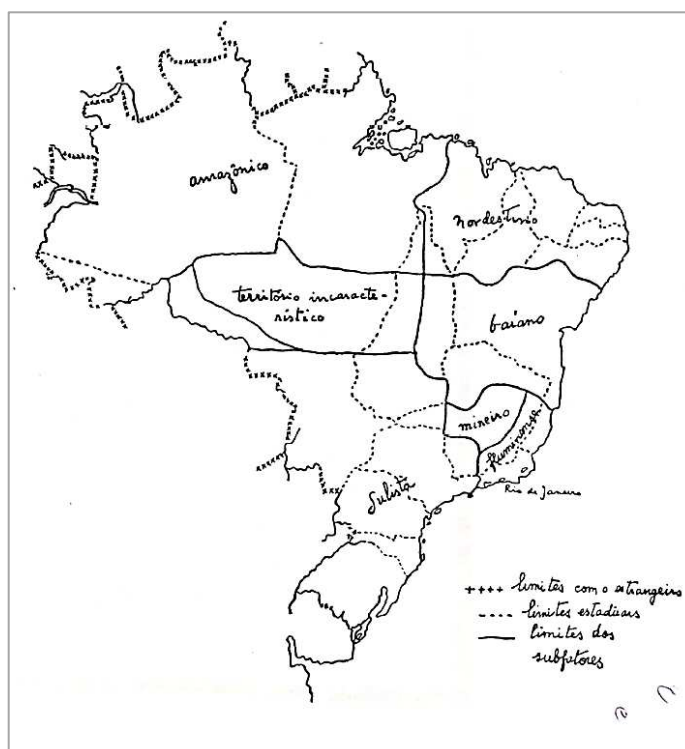 amazônico
nordestino
território incaracte-
rístico
baiano
mineiro
fluminense
Rio de Janeiro
Sulista
++++ limites com o estrangeiro
---- limites estaduais
— limites dos
subfalares